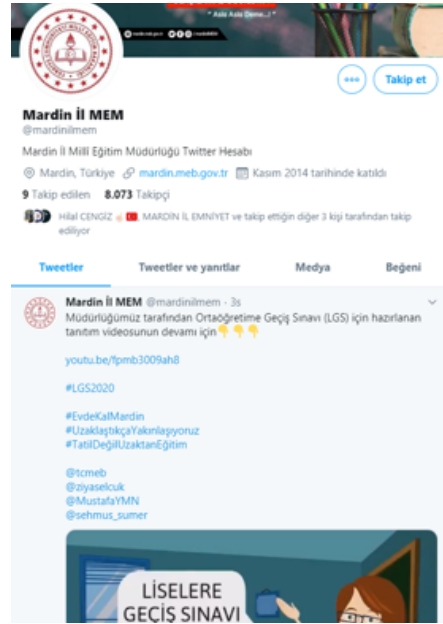 " Asla Asla Deme...! "
Takip et
Mardin İl MEM
@mardinilmem
Mardin İl Millî Eğitim Müdürlüğü Twitter Hesabı
Mardin, Türkiye mardin.meb.gov.tr Kasım 2014 tarihinde katıldı
9 Takip edilen 8.073 Takipçi
Hilal CENGİZ, MARDİN İL EMNİYET ve takip ettiğin diğer 3 kişi tarafından takip
ediliyor
Tweetler Tweetler ve yanıtlar Medya Beğeni
Mardin İl MEM @mardinilmem · 3s
Müdürlüğümüz tarafından Ortaöğretime Geçiş Sınavı (LGS) için hazırlanan
tanıtım videosunun devamı için👇👇👇
youtu.be/fpmb3009ah8
#LGS2020
#EvdeKalMardin
#UzaklaştıkçaYakınlaşıyoruz
#TatilDeğilUzaktanEğitim
@tcmeb
@ziyaselcuk
@MustafaYMN
@sehmus_sumer
LİSELERE
GEÇİŞ SINAVI